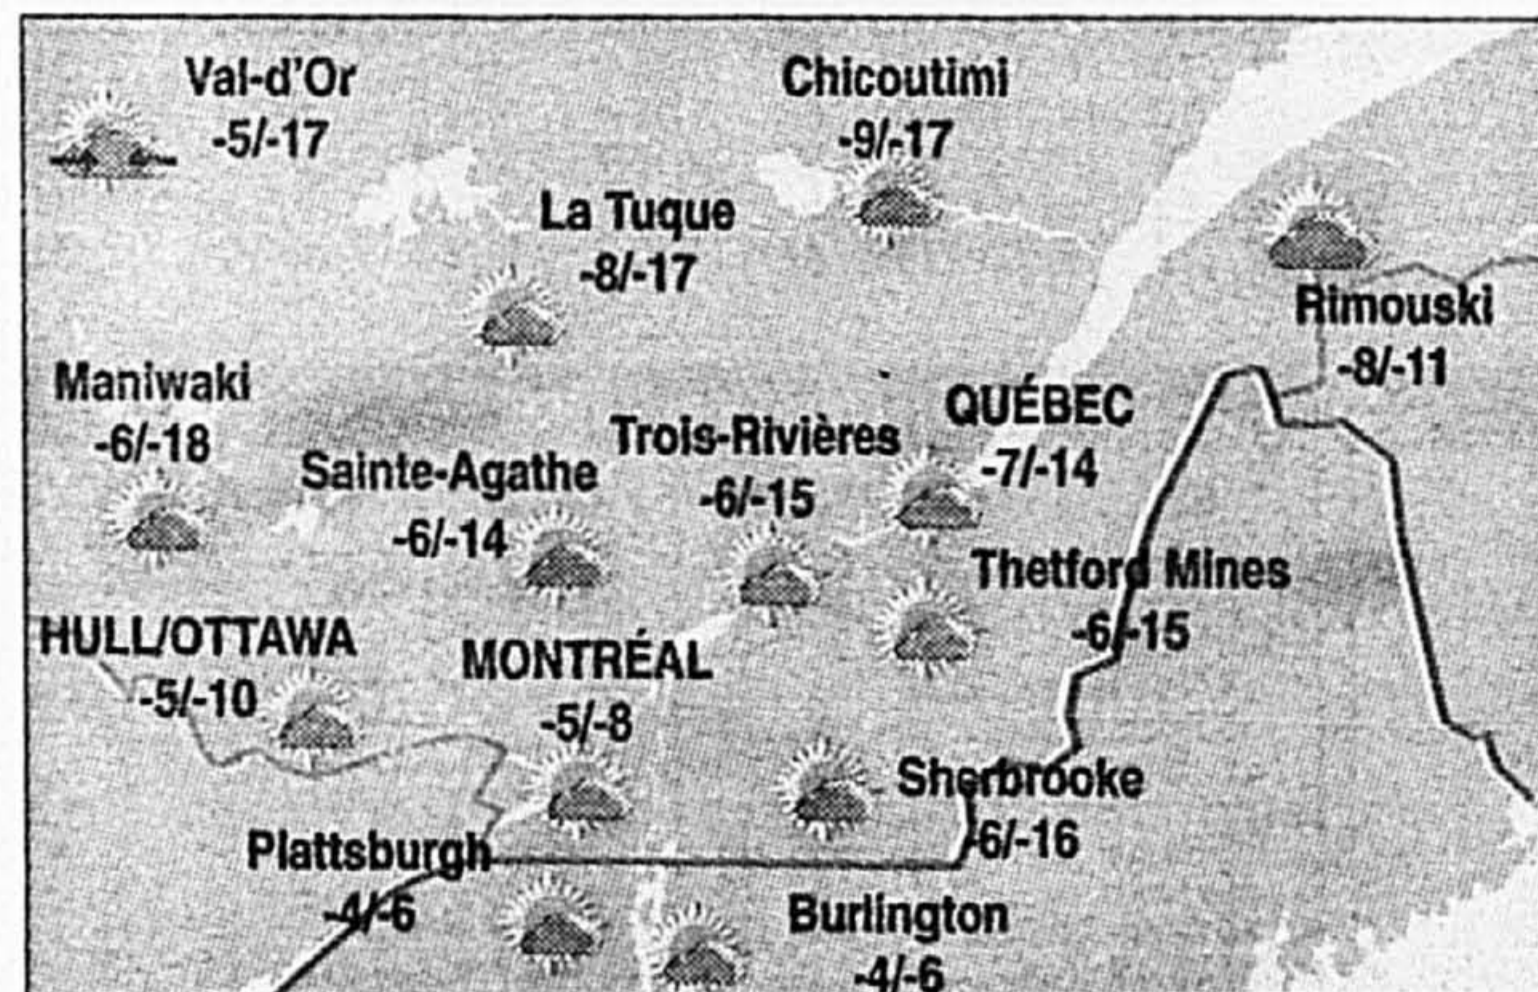 Val-d'Or
-5/-17
Chicoutimi
-9/-17
La Tuque
-8/-17
Rimouski
-8/-11
Maniwaki
-6/-18
Sainte-Agathe
-6/-14
Trois-Rivières
-6/-15
QUÉBEC
-7/-14
Thetford Mines
-6/-15
HULL/OTTAWA
-5/-10
MONTRÉAL
-5/-8
Sherbrooke
-6/-16
Plattsburgh
-4/-6
Burlington
-4/-6